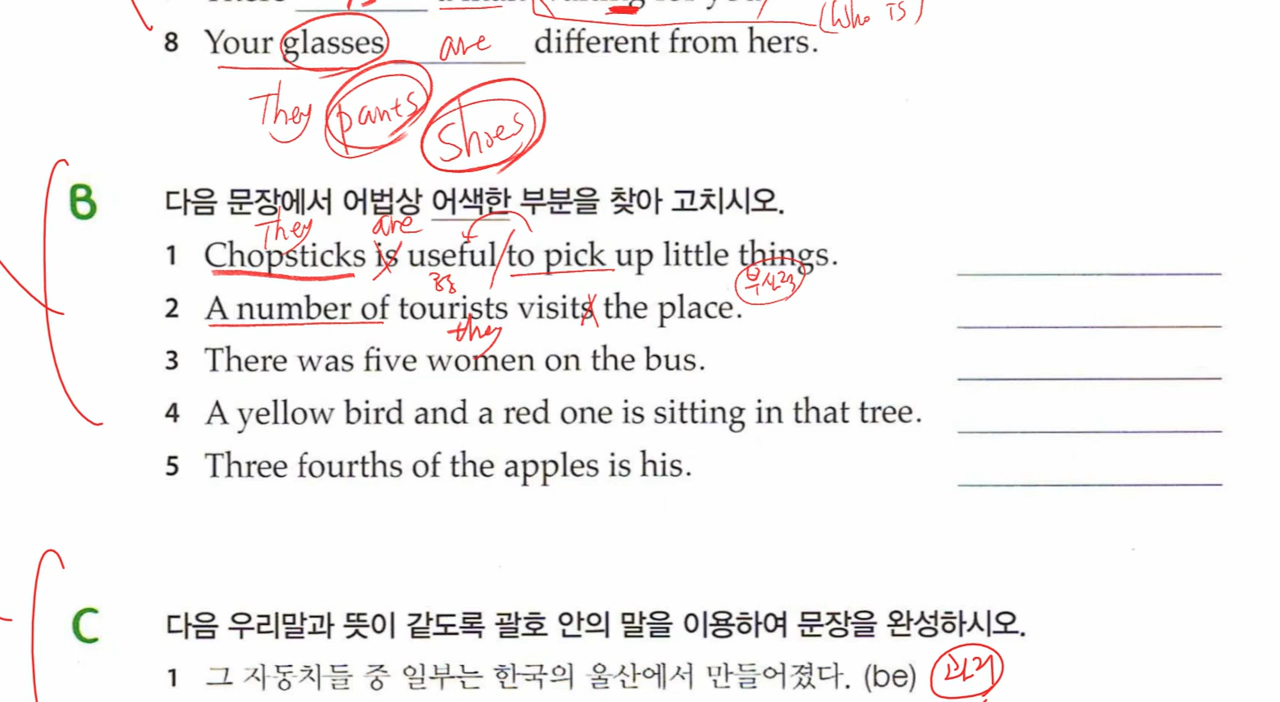 (who is)
8 Your glasses are different from hers.
They pants shoes
B 다음 문장에서 어법상 어색한 부분을 찾아 고치시오.
They are
1 Chopsticks is useful to pick up little things.
부사적
2 A number of tourists visits the place.
they
3 There was five women on the bus.
4 A yellow bird and a red one is sitting in that tree.
5 Three fourths of the apples is his.
C 다음 우리말과 뜻이 같도록 괄호 안의 말을 이용하여 문장을 완성하시오.
1 그 자동치들 중 일부는 한국의 울산에서 만들어졌다. (be) 과거